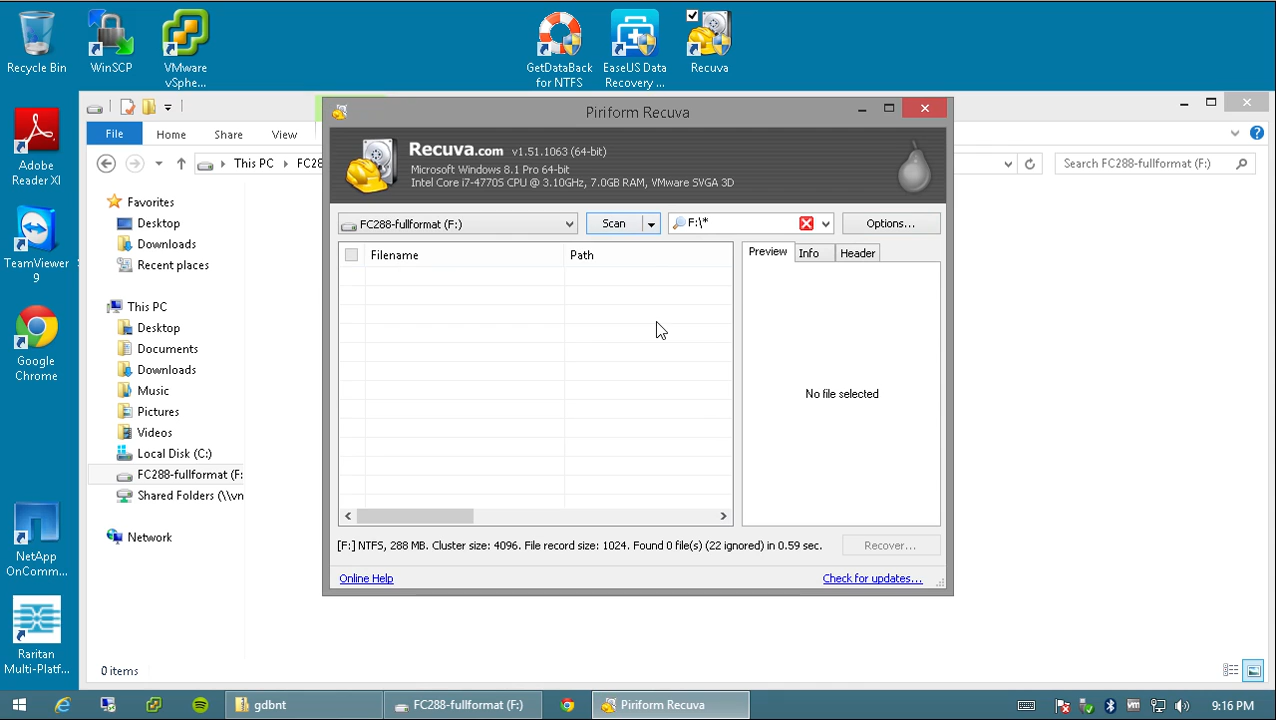 Recycle Bin
WinSCP
VMware
vSphe...
GetDataBack
for NTFS
EaseUS Data
Recovery ...
Recuva
Adobe
Reader XI
TeamViewer
9
Google
Chrome
NetApp
OnComm...
Raritan
Multi-Platf...
File
Home
Share
View
This PC
FC28
Search FC288-fullformat (F:)
Favorites
Desktop
Downloads
Recent places
This PC
Desktop
Documents
Downloads
Music
Pictures
Videos
Local Disk (C:)
FC288-fullformat (F:
Shared Folders (\\vn
Network
0 items
Piriform Recuva
Recuva.com v1.51.1063 (64-bit)
Microsoft Windows 8.1 Pro 64-bit
Intel Core i7-4770S CPU @ 3.10GHz, 7.0GB RAM, VMware SVGA 3D
FC288-fullformat (F:)
Scan
F:\*
Options...
Filename
Path
Preview
Info
Header
No file selected
[F:] NTFS, 288 MB. Cluster size: 4096. File record size: 1024. Found 0 file(s) (22 ignored) in 0.59 sec.
Recover...
Online Help
Check for updates...
gdbnt
FC288-fullformat (F:)
Piriform Recuva
9:16 PM